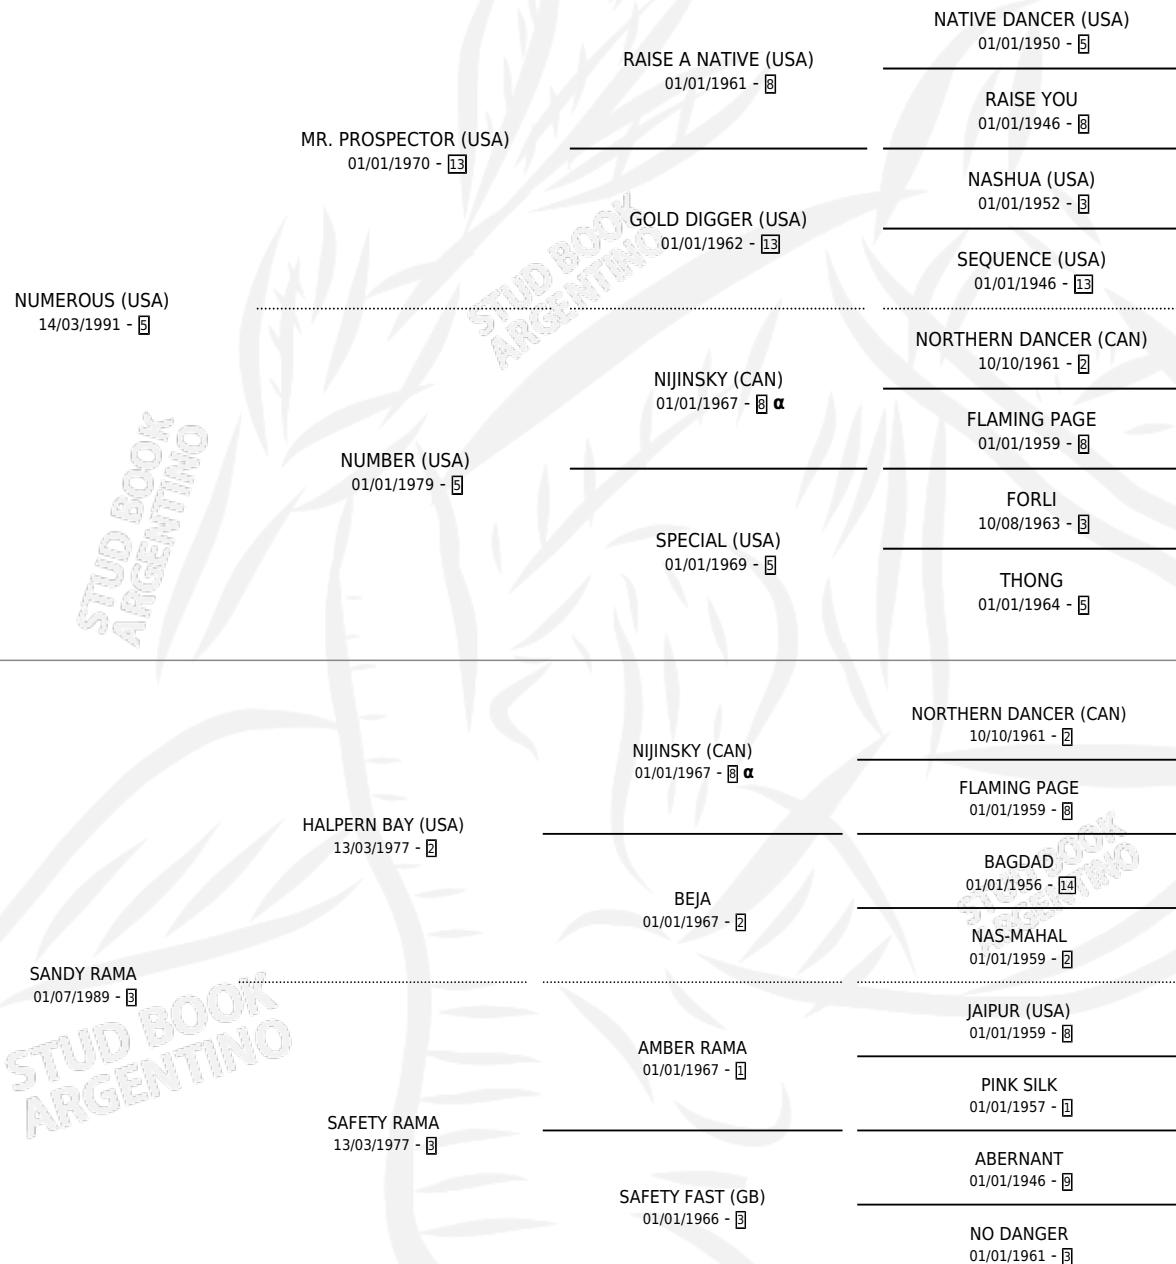 NATIVE DANCER (USA)
01/01/1950 - 5
RAISE A NATIVE (USA)
01/01/1961 - 8
RAISE YOU
01/01/1946 - 8
MR. PROSPECTOR (USA)
01/01/1970 - 13
NASHUA (USA)
01/01/1952 - 3
GOLD DIGGER (USA)
01/01/1962 - 13
SEQUENCE (USA)
01/01/1946 - 13
STUD BOOK
ARGENTINO
NUMEROUS (USA)
14/03/1991 - 5
NORTHERN DANCER (CAN)
10/10/1961 - 2
NIJINSKY (CAN)
01/01/1967 - 8 α
FLAMING PAGE
01/01/1959 - 8
NUMBER (USA)
01/01/1979 - 5
FORLI
10/08/1963 - 3
SPECIAL (USA)
01/01/1969 - 5
THONG
01/01/1964 - 5
STUD BOOK
ARGENTINO
NORTHERN DANCER (CAN)
10/10/1961 - 2
NIJINSKY (CAN)
01/01/1967 - 8 α
FLAMING PAGE
01/01/1959 - 8
HALPERN BAY (USA)
13/03/1977 - 2
BAGDAD
01/01/1956 - 14
BEJA
01/01/1967 - 2
NAS-MAHAL
01/01/1959 - 2
STUD BOOK
ARGENTINO
SANDY RAMA
01/07/1989 - 3
JAIPUR (USA)
01/01/1959 - 8
AMBER RAMA
01/01/1967 - 1
PINK SILK
01/01/1957 - 1
SAFETY RAMA
13/03/1977 - 3
ABERNANT
01/01/1946 - 9
SAFETY FAST (GB)
01/01/1966 - 3
NO DANGER
01/01/1961 - 3
STUD BOOK
ARGENTINO